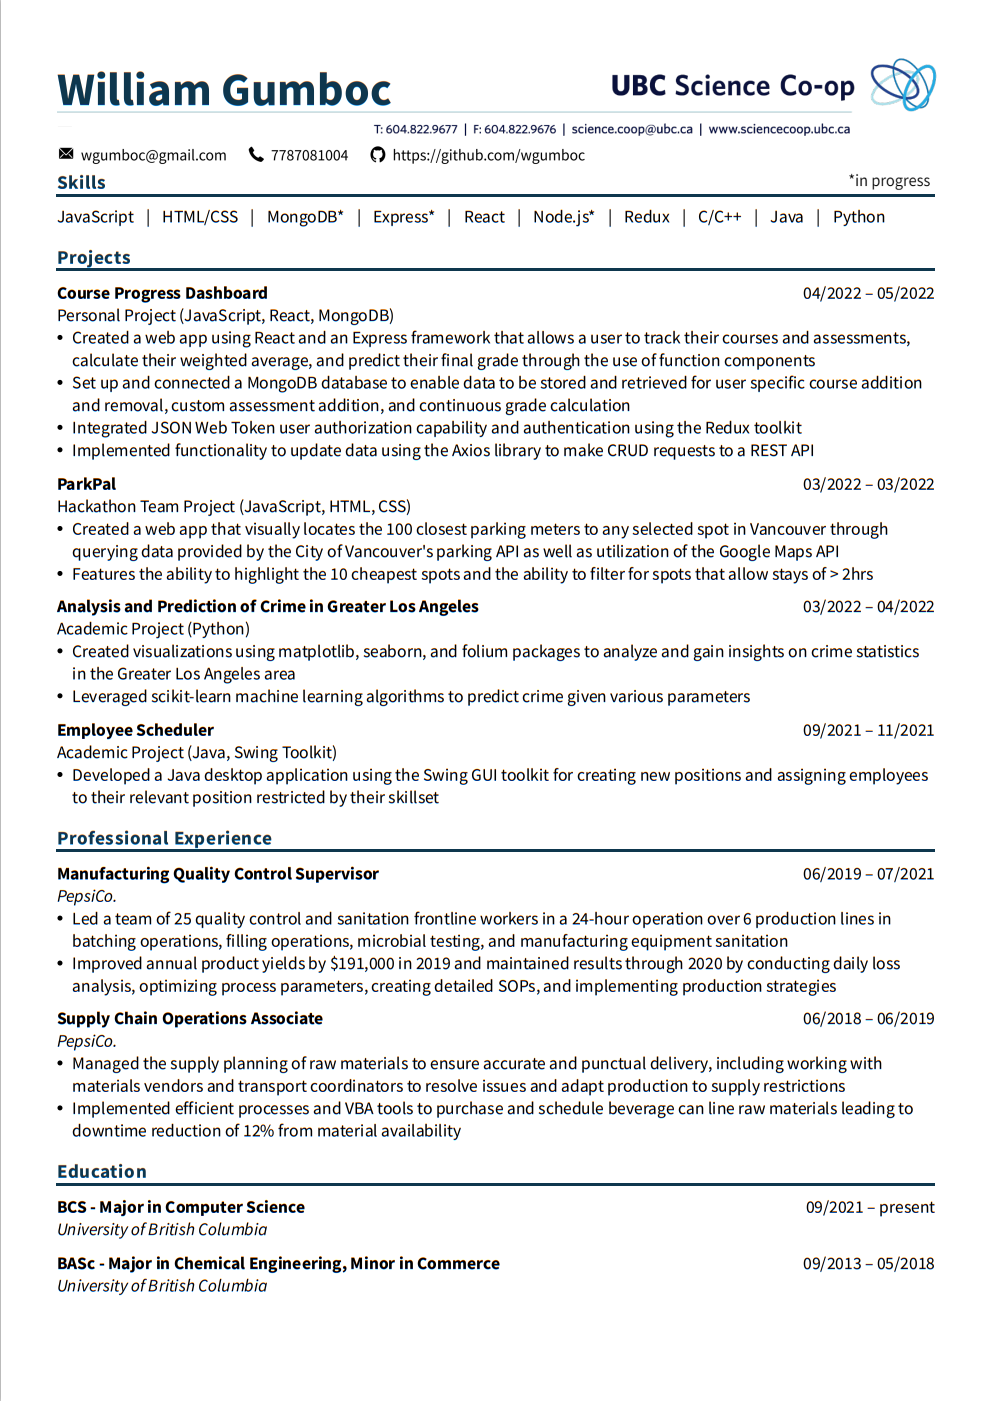 William Gumboc
UBC Science Co-op
T: 604.822.9677 | F: 604.822.9676 | science.coop@ubc.ca | www.sciencecoop.ubc.ca
wgumboc@gmail.com 7787081004 https://github.com/wgumboc
Skills *in progress
JavaScript | HTML/CSS | MongoDB* | Express* | React | Node.js* | Redux | C/C++ | Java | Python
Projects
Course Progress Dashboard 04/2022 – 05/2022
Personal Project (JavaScript, React, MongoDB)
• Created a web app using React and an Express framework that allows a user to track their courses and assessments,
calculate their weighted average, and predict their final grade through the use of function components
• Set up and connected a MongoDB database to enable data to be stored and retrieved for user specific course addition
and removal, custom assessment addition, and continuous grade calculation
• Integrated JSON Web Token user authorization capability and authentication using the Redux toolkit
• Implemented functionality to update data using the Axios library to make CRUD requests to a REST API
ParkPal 03/2022 – 03/2022
Hackathon Team Project (JavaScript, HTML, CSS)
• Created a web app that visually locates the 100 closest parking meters to any selected spot in Vancouver through
querying data provided by the City of Vancouver's parking API as well as utilization of the Google Maps API
• Features the ability to highlight the 10 cheapest spots and the ability to filter for spots that allow stays of > 2hrs
Analysis and Prediction of Crime in Greater Los Angeles 03/2022 – 04/2022
Academic Project (Python)
• Created visualizations using matplotlib, seaborn, and folium packages to analyze and gain insights on crime statistics
in the Greater Los Angeles area
• Leveraged scikit-learn machine learning algorithms to predict crime given various parameters
Employee Scheduler 09/2021 – 11/2021
Academic Project (Java, Swing Toolkit)
• Developed a Java desktop application using the Swing GUI toolkit for creating new positions and assigning employees
to their relevant position restricted by their skillset
Professional Experience
Manufacturing Quality Control Supervisor 06/2019 – 07/2021
PepsiCo.
• Led a team of 25 quality control and sanitation frontline workers in a 24-hour operation over 6 production lines in
batching operations, filling operations, microbial testing, and manufacturing equipment sanitation
• Improved annual product yields by $191,000 in 2019 and maintained results through 2020 by conducting daily loss
analysis, optimizing process parameters, creating detailed SOPs, and implementing production strategies
Supply Chain Operations Associate 06/2018 – 06/2019
PepsiCo.
• Managed the supply planning of raw materials to ensure accurate and punctual delivery, including working with
materials vendors and transport coordinators to resolve issues and adapt production to supply restrictions
• Implemented efficient processes and VBA tools to purchase and schedule beverage can line raw materials leading to
downtime reduction of 12% from material availability
Education
BCS - Major in Computer Science 09/2021 – present
University of British Columbia
BASc - Major in Chemical Engineering, Minor in Commerce 09/2013 – 05/2018
University of British Columbia